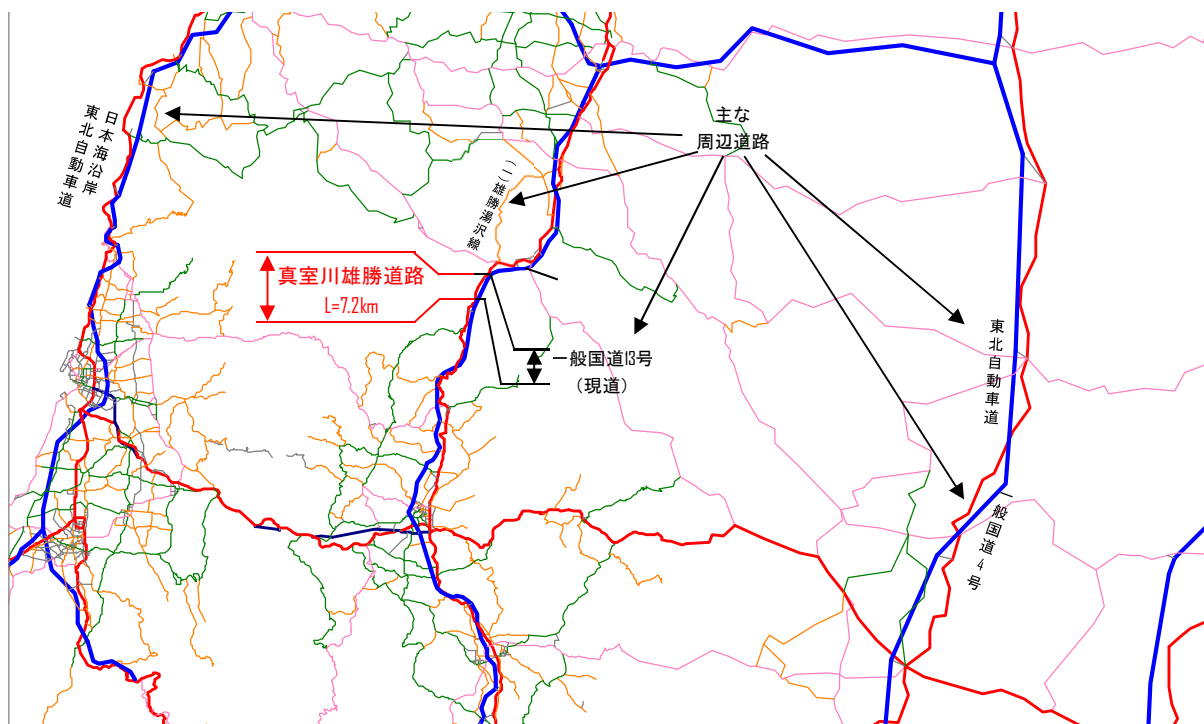 日本海沿岸
東北自動車道
主な
周辺道路
(一)雄勝湯沢線
真室川雄勝道路
L=7.2km
一般国道13号
(現道)
東北自動車道
一般国道4号